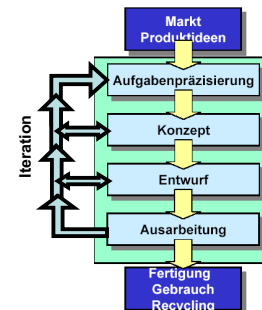 Markt
Produktideen
Aufgabenpräzisierung
Konzept
Iteration
Entwurf
Ausarbeitung
Fertigung
Gebrauch
Recycling